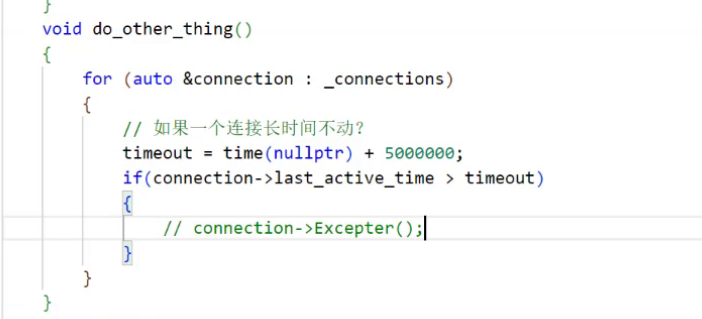 }
void do_other_thing()
{
for (auto &connection : _connections)
{
// 如果一个连接长时间不动?
timeout = time(nullptr) + 5000000;
if(connection->last_active_time > timeout)
{
// connection->Excepter();
}
}
}